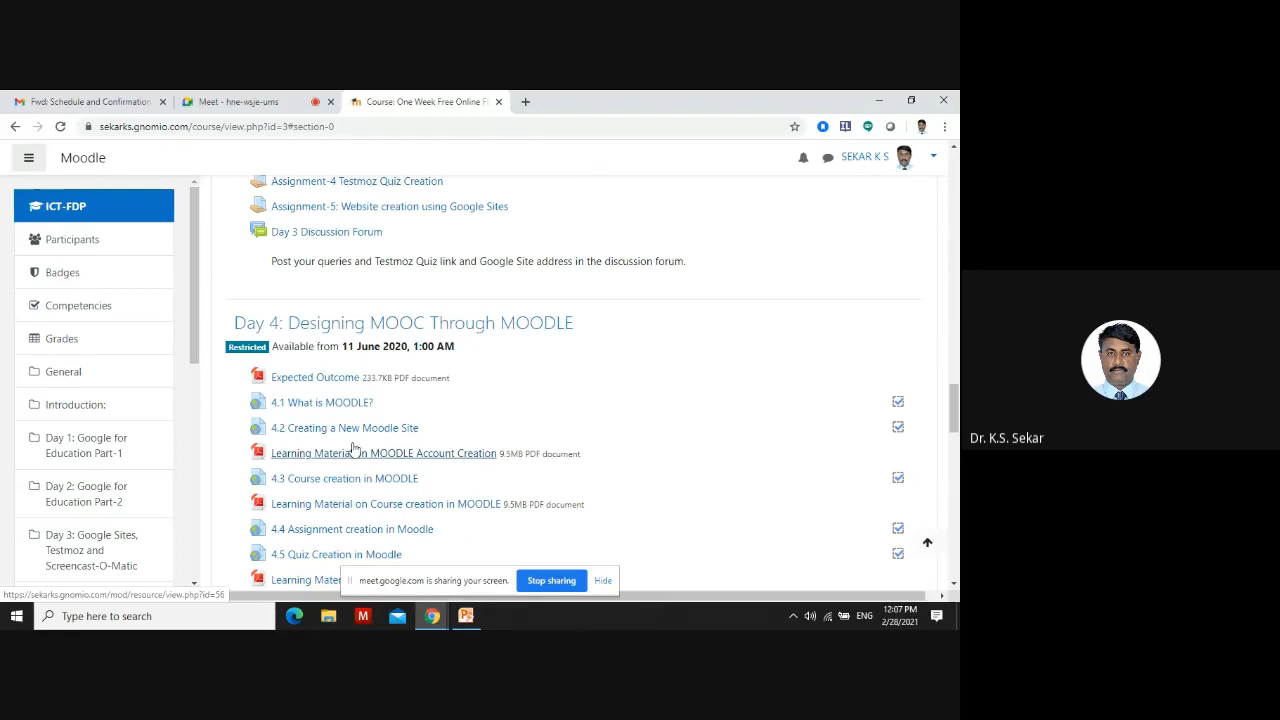 Fwd: Schedule and Confirmation
Meet - hne-wsje-ums
Course: One Week Free Online F
sekarks.gnomio.com/course/view.php?id=3#section-0
Moodle
SEKAR K S
ICT-FDP
Participants
Badges
Competencies
Grades
General
Introduction:
Day 1: Google for
Education Part-1
Day 2: Google for
Education Part-2
Day 3: Google Sites,
Testmoz and
Screencast-O-Matic
Assignment-4 Testmoz Quiz Creation
Assignment-5: Website creation using Google Sites
Day 3 Discussion Forum
Post your queries and Testmoz Quiz link and Google Site address in the discussion forum.
Day 4: Designing MOOC Through MOODLE
Restricted Available from 11 June 2020, 1:00 AM
Expected Outcome 233.7KB PDF document
4.1 What is MOODLE?
4.2 Creating a New Moodle Site
Learning Material on MOODLE Account Creation 9.5MB PDF document
4.3 Course creation in MOODLE
Learning Material on Course creation in MOODLE 9.5MB PDF document
4.4 Assignment creation in Moodle
4.5 Quiz Creation in Moodle
Learning Mater
meet.google.com is sharing your screen. Stop sharing Hide
https://sekarks.gnomio.com/mod/resource/view.php?id=56
Type here to search
M
ENG
12:07 PM
2/28/2021
Dr. K.S. Sekar